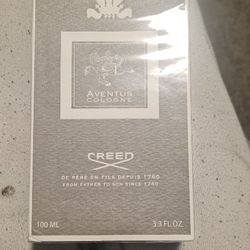 AVENTUS
COLOGNE
CREED
DE PÈRE EN FILS DEPUIS 1760
FROM FATHER TO SON SINCE 1760
100 ML 3.3 FL.OZ